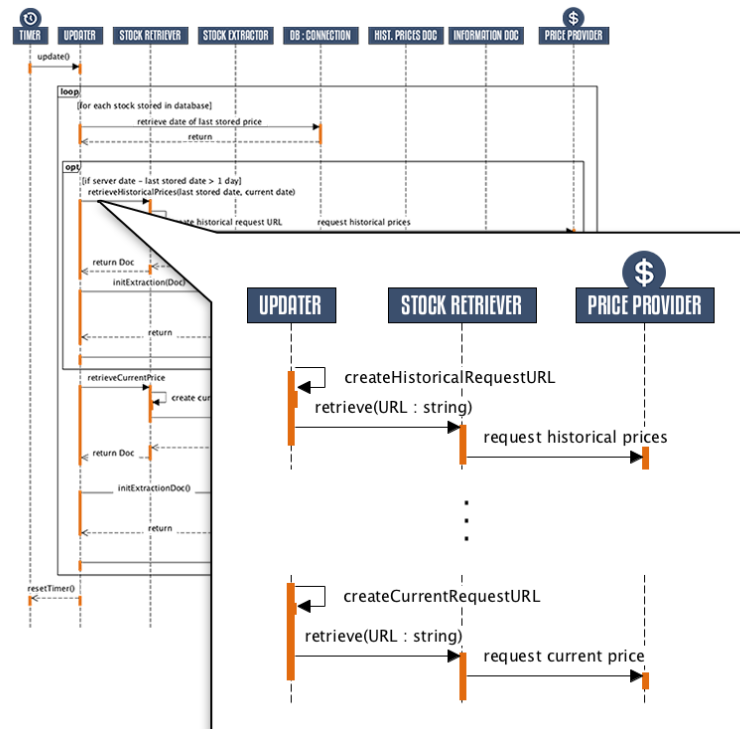 TIMER UPDATER STOCK RETRIEVER STOCK EXTRACTOR DB : CONNECTION HIST. PRICES DOC INFORMATION DOC PRICE PROVIDER
update()
loop
[for each stock stored in database]
retrieve date of last stored price
return
opt
[if server date - last stored date > 1 day]
retrieveHistoricalPrices(last stored date, current date)
historical request URL request historical prices
return Doc
initExtraction(Doc)
return
retrieveCurrentPrice
create
return Doc
initExtractionDoc()
return
resetTimer()
$
UPDATER STOCK RETRIEVER PRICE PROVIDER
createHistoricalRequestURL
retrieve(URL : string)
request historical prices
createCurrentRequestURL
retrieve(URL : string)
request current price